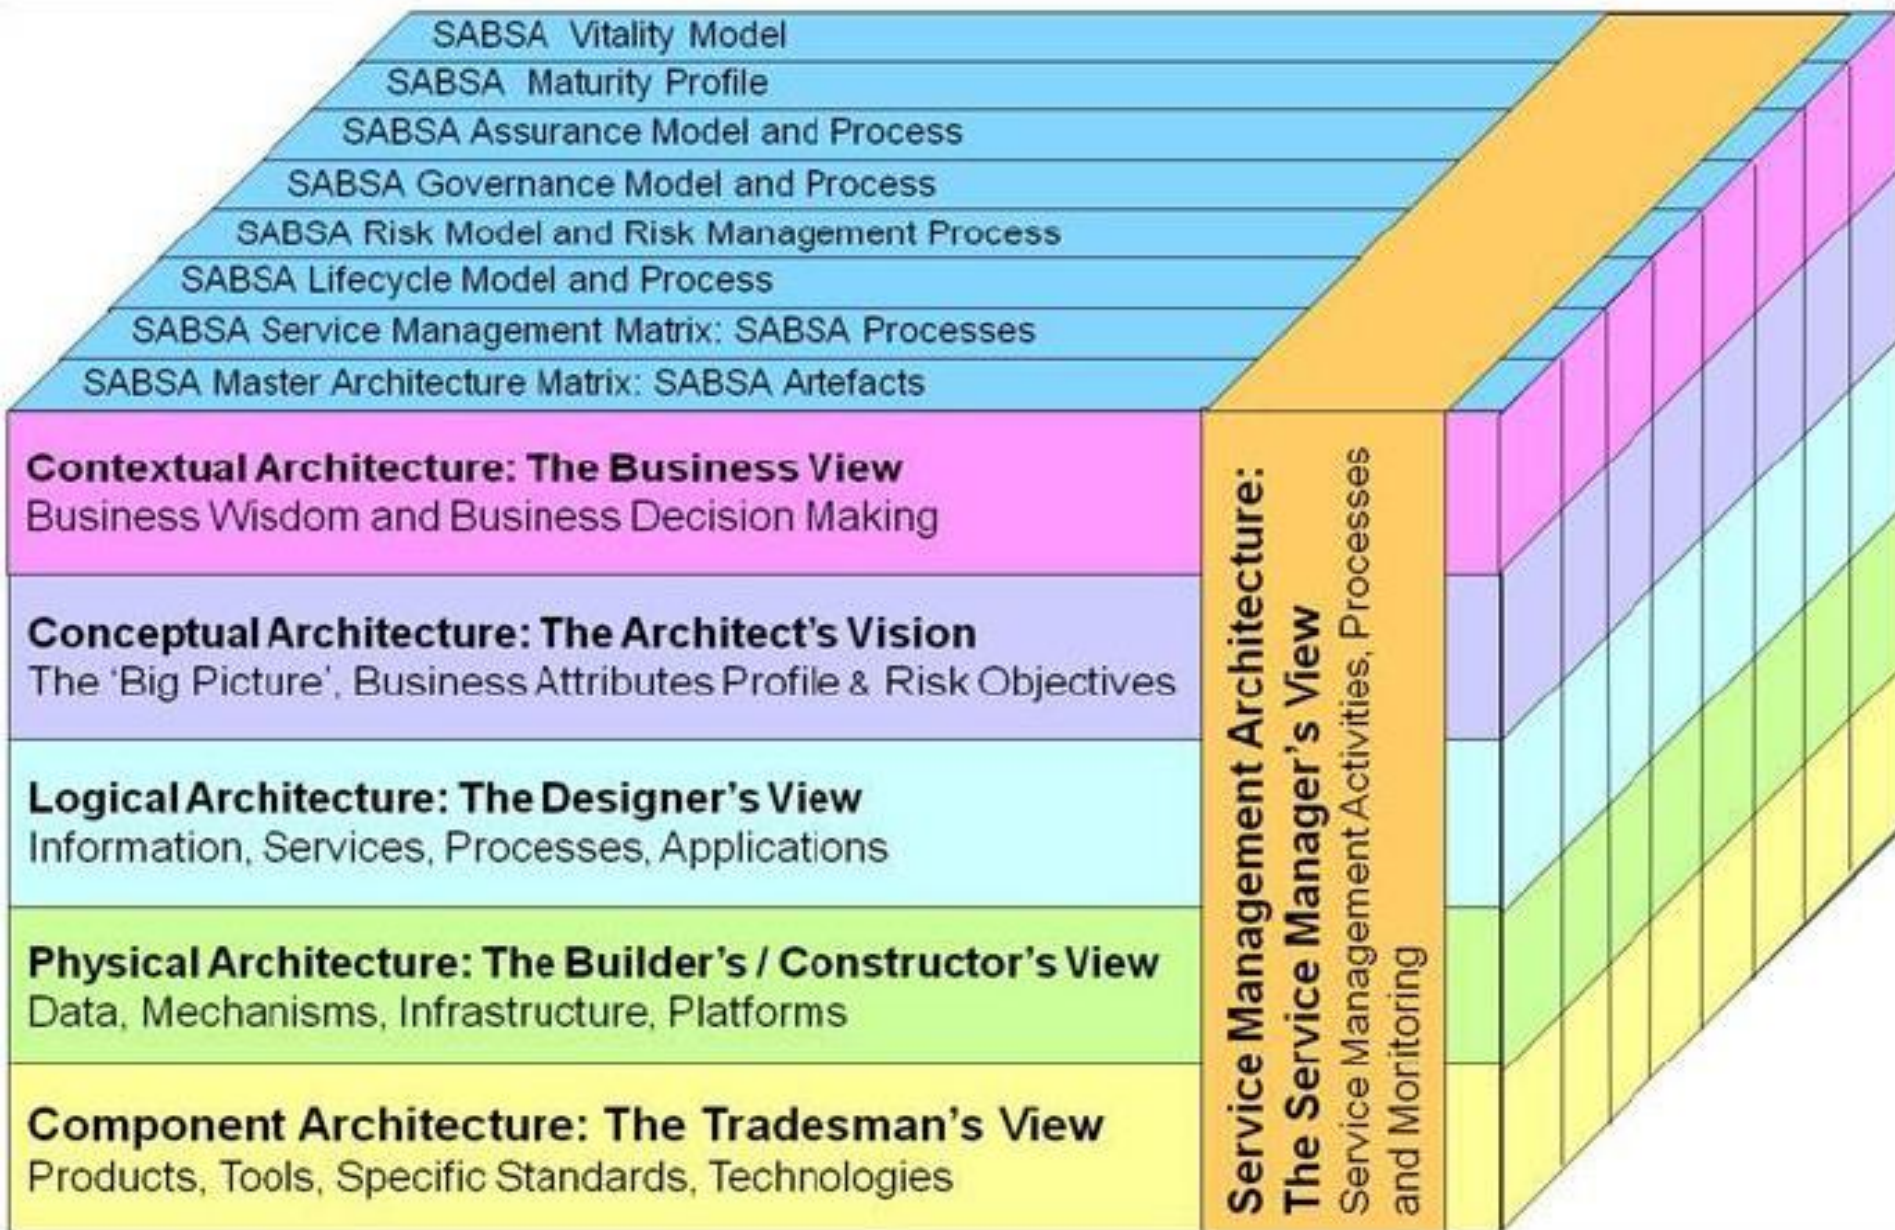 SABSA Vitality Model
SABSA Maturity Profile
SABSA Assurance Model and Process
SABSA Governance Model and Process
SABSA Risk Model and Risk Management Process
SABSA Lifecycle Model and Process
SABSA Service Management Matrix: SABSA Processes
SABSA Master Architecture Matrix: SABSA Artefacts
Contextual Architecture: The Business View
Business Wisdom and Business Decision Making
Conceptual Architecture: The Architect's Vision
The 'Big Picture', Business Attributes Profile & Risk Objectives
Logical Architecture: The Designer's View
Information, Services, Processes, Applications
Physical Architecture: The Builder's / Constructor's View
Data, Mechanisms, Infrastructure, Platforms
Component Architecture: The Tradesman's View
Products, Tools, Specific Standards, Technologies
Service Management Architecture:
The Service Manager's View
Service Management Activities, Processes
and Monitoring